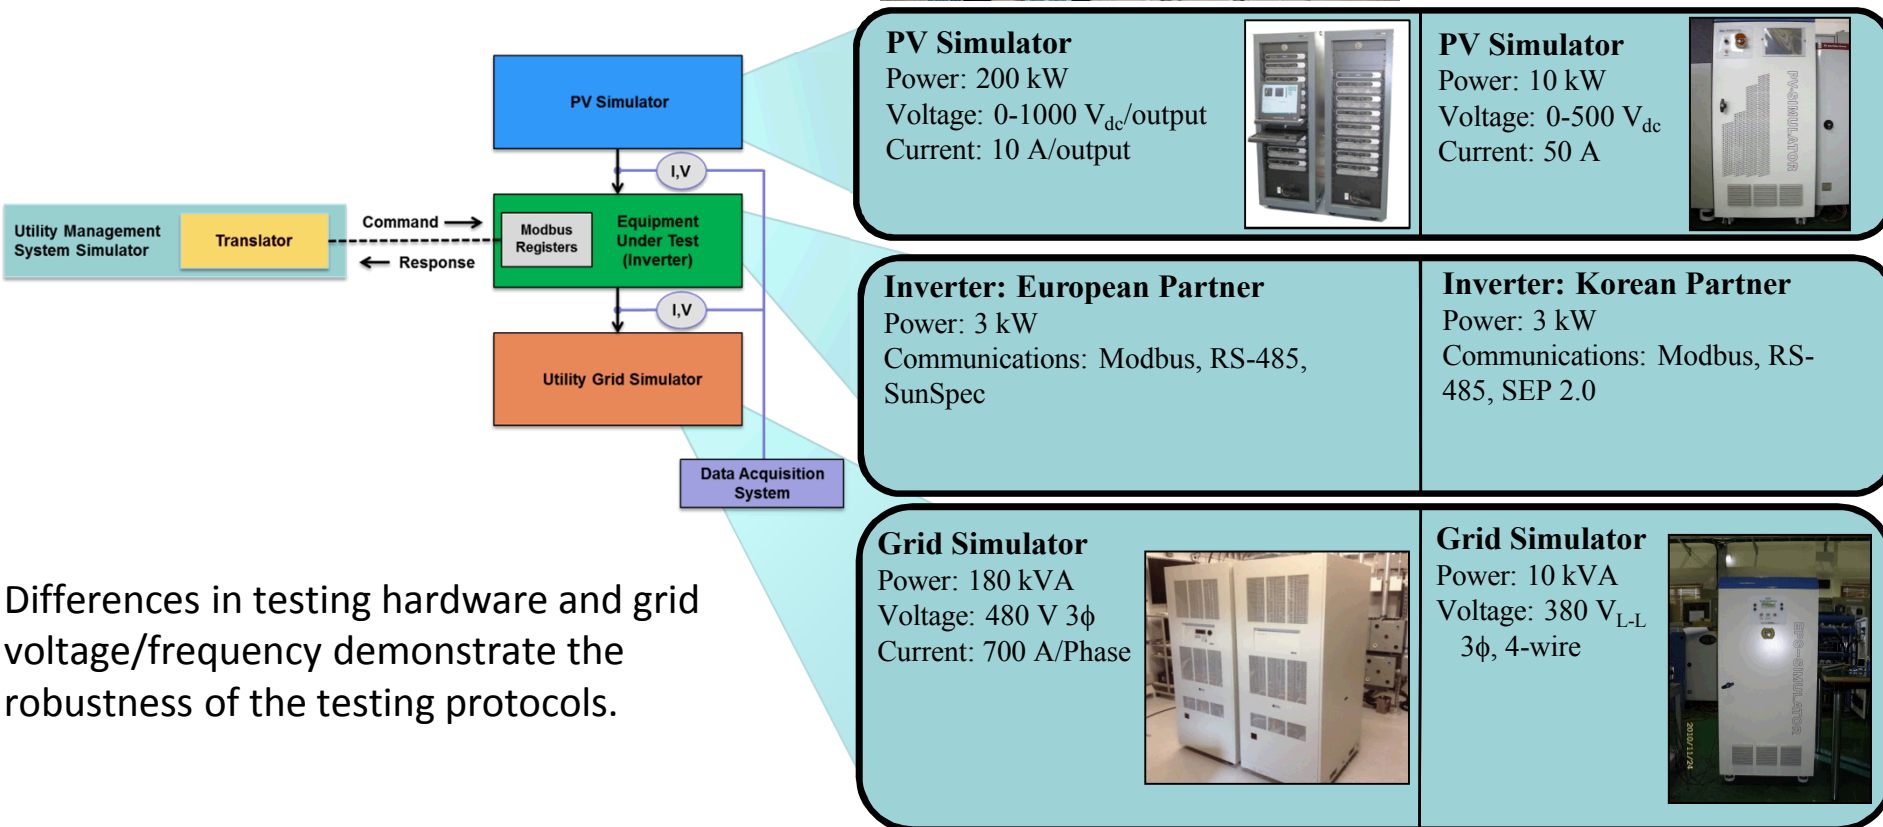 PV Simulator
I,V
Utility Management
System Simulator
Translator
Command
Response
Modbus
Registers
Equipment
Under Test
(Inverter)
I,V
Utility Grid Simulator
Data Acquisition
System
Differences in testing hardware and grid
voltage/frequency demonstrate the
robustness of the testing protocols.
PV Simulator
Power: 200 kW
Voltage: 0-1000 Vdc/output
Current: 10 A/output
PV Simulator
Power: 10 kW
Voltage: 0-500 Vdc
Current: 50 A
PV-SIMULATOR
Inverter: European Partner
Power: 3 kW
Communications: Modbus, RS-485,
SunSpec
Inverter: Korean Partner
Power: 3 kW
Communications: Modbus, RS-
485, SEP 2.0
Grid Simulator
Power: 180 kVA
Voltage: 480 V 3ϕ
Current: 700 A/Phase
Grid Simulator
Power: 10 kVA
Voltage: 380 VL-L
3ϕ, 4-wire
EPS-SIMULATOR
2010/11/24